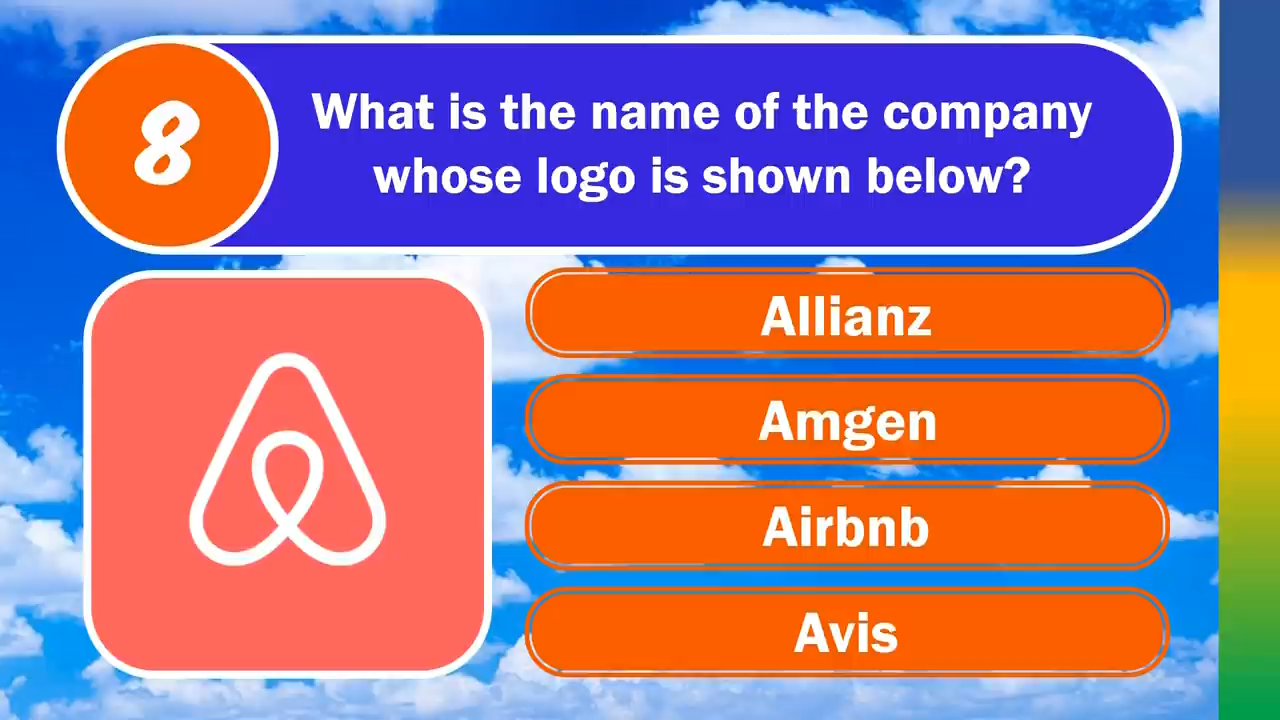 8
What is the name of the company
whose logo is shown below?
Allianz
Amgen
Airbnb
Avis